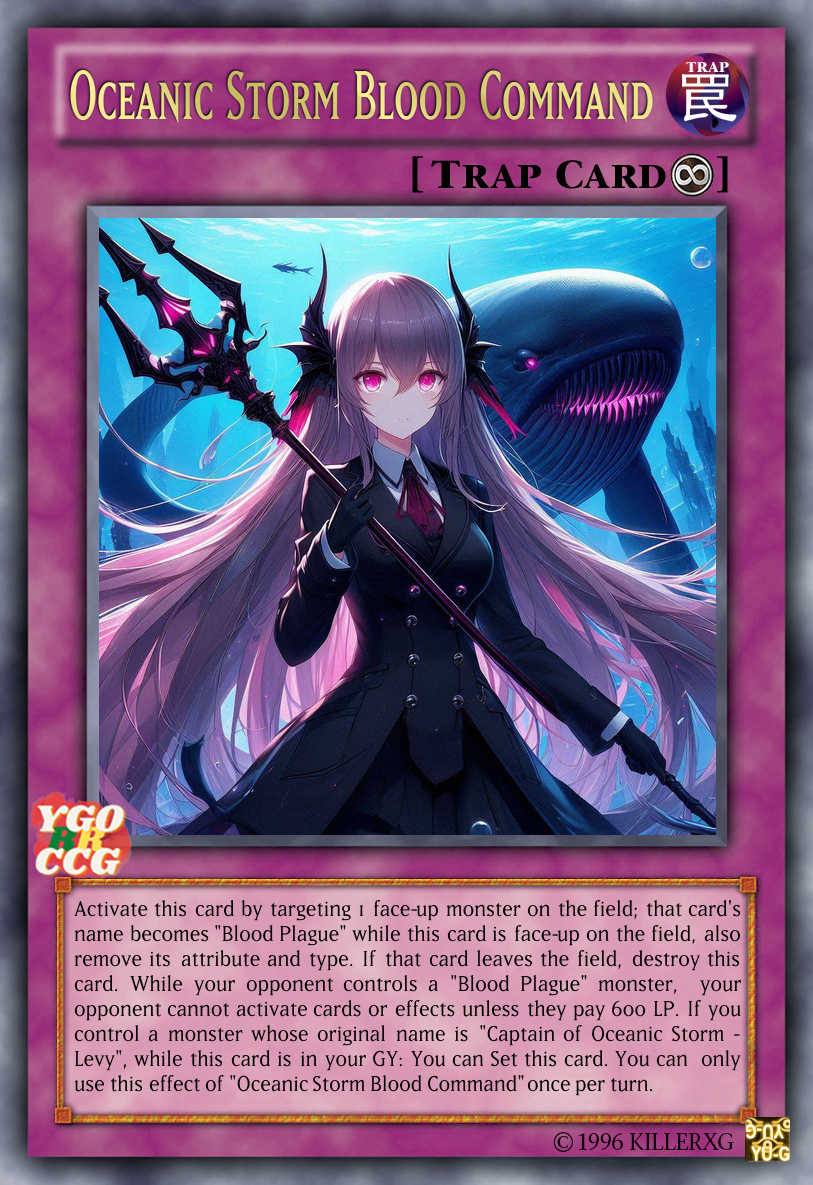 OCEANIC STORM BLOOD COMMAND
TRAP
罠
[TRAP CARD∞]
YGO
BR
CCG
Activate this card by targeting 1 face-up monster on the field; that card's
name becomes "Blood Plague" while this card is face-up on the field, also
remove its attribute and type. If that card leaves the field, destroy this
card. While your opponent controls a "Blood Plague" monster, your
opponent cannot activate cards or effects unless they pay 600 LP. If you
control a monster whose original name is "Captain of Oceanic Storm -
Levy", while this card is in your GY: You can Set this card. You can only
use this effect of "Oceanic Storm Blood Command" once per turn.
© 1996 KILLERXG